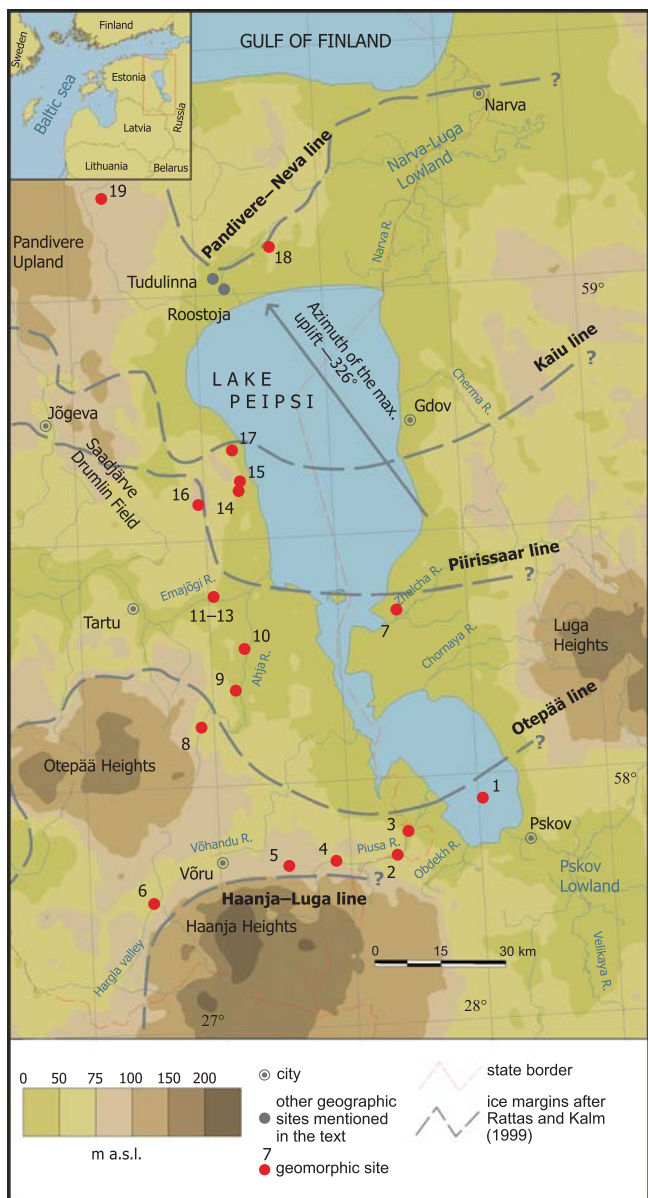 Finland
Sweden
Estonia
Baltic sea
Russia
Latvia
Lithuania
Belarus
GULF OF FINLAND
?
Narva
Narva-Luga
Lowland
19
Pandivere–Neva line
Pandivere
Upland
18
Narva R.
Tudulinna
Roostoja
59°
Azimuth of the max.
uplift —326°
Kaiu line
?
LAKE
PEIPSI
Cherma R.
Gdov
Jõgeva
17
Saadjärve
Drumlin Field
15
16
14
Piirissaar line
?
Emajõgi R.
Zhelcha R.
11–13
7
Tartu
Luga
Heights
10
Chornaya R.
Ahja R.
9
Otepää line
?
8
Otepää Heights
58°
1
3
Pskov
Võhandu R.
4
Piusa R.
5
2
Obdekh R.
Võru
Pskov
Lowland
?
6
Haanja–Luga line
Haanja Heights
Velikaya R.
Hargla valley
0 15 30 km
27°
28°
0 50 75 100 150 200
m a.s.l.
city
other geographic
sites mentioned
in the text
7
geomorphic site
state border
ice margins after
Rattas and Kalm
(1999)